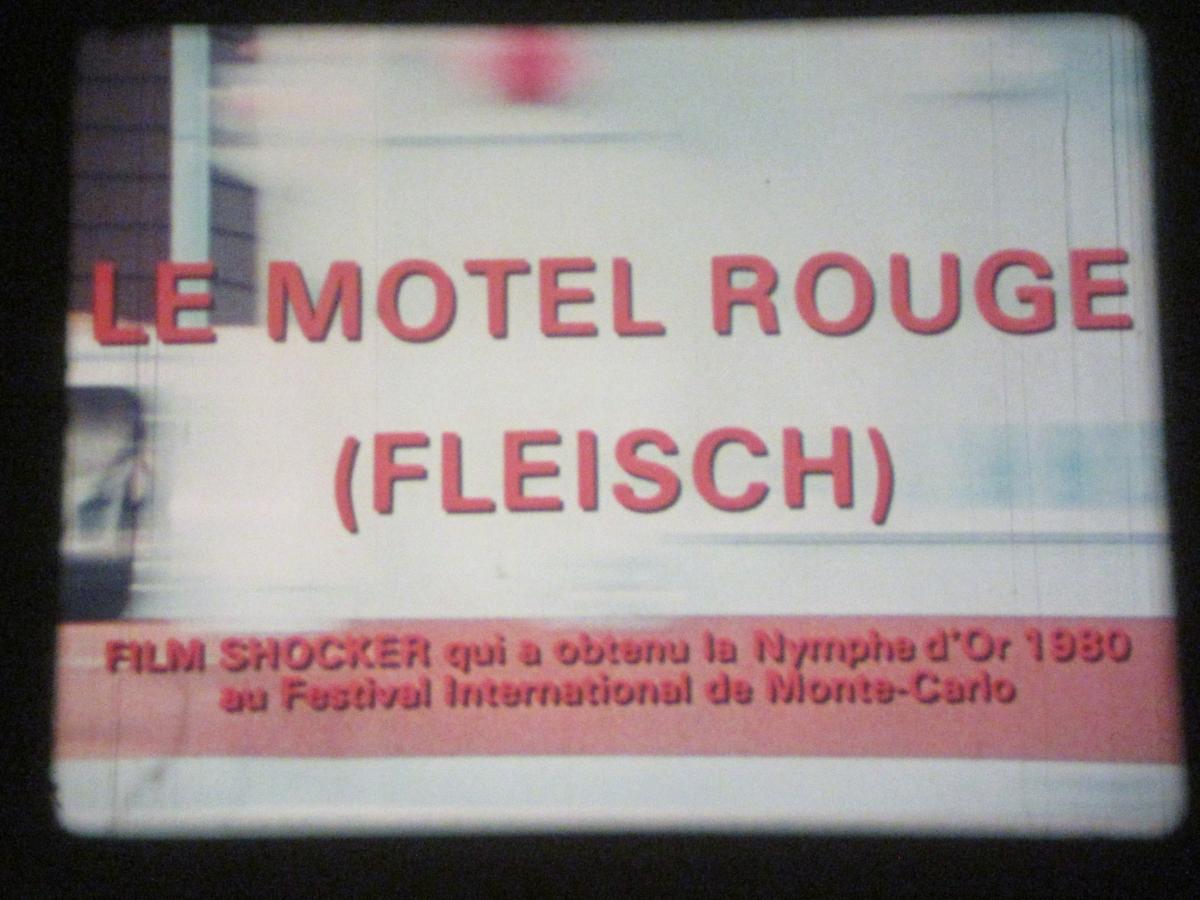 LE MOTEL ROUGE
(FLEISCH)
FILM SHOCKER qui a obtenu la Nymphe d'Or 1980
au Festival International de Monte-Carlo